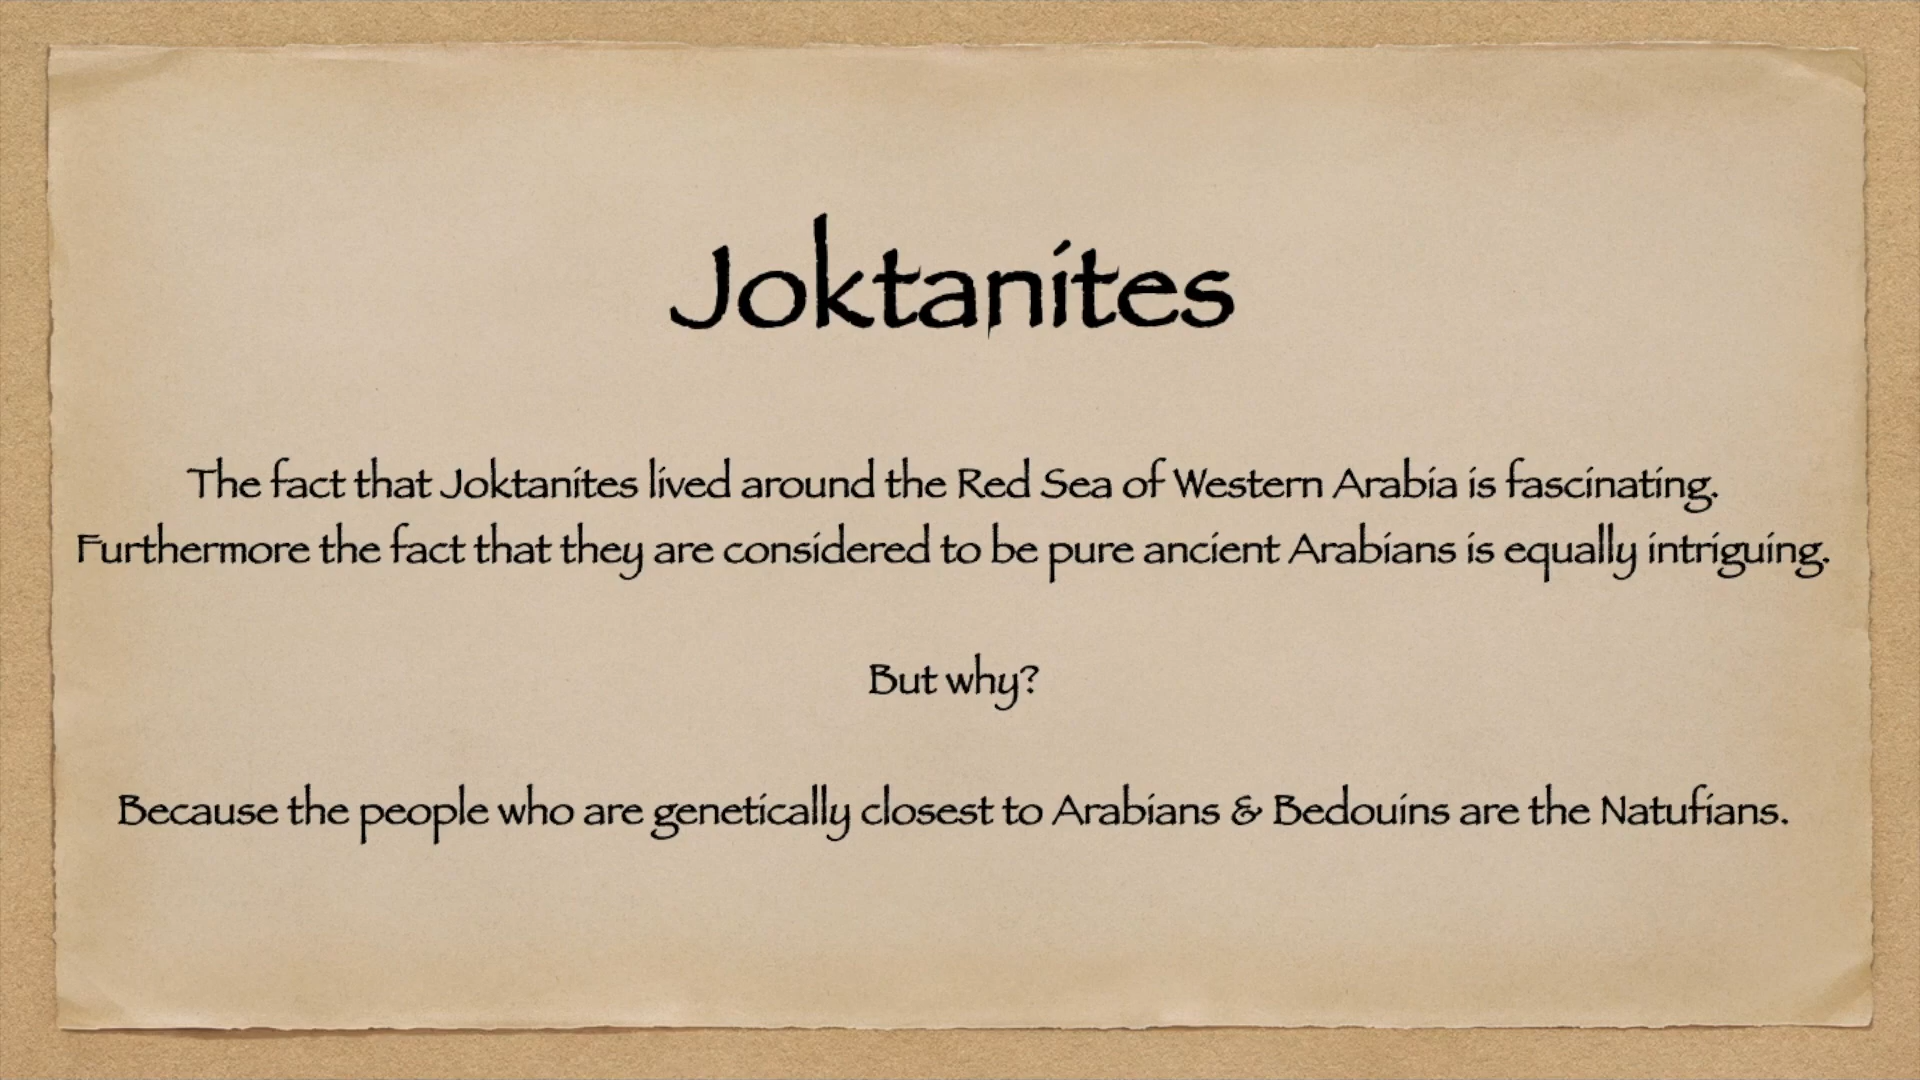 Joktanites
The fact that Joktanites lived around the Red Sea of Western Arabia is fascinating.
Furthermore the fact that they are considered to be pure ancient Arabians is equally intriguing.
But why?
Because the people who are genetically closest to Arabians & Bedouins are the Natufians.